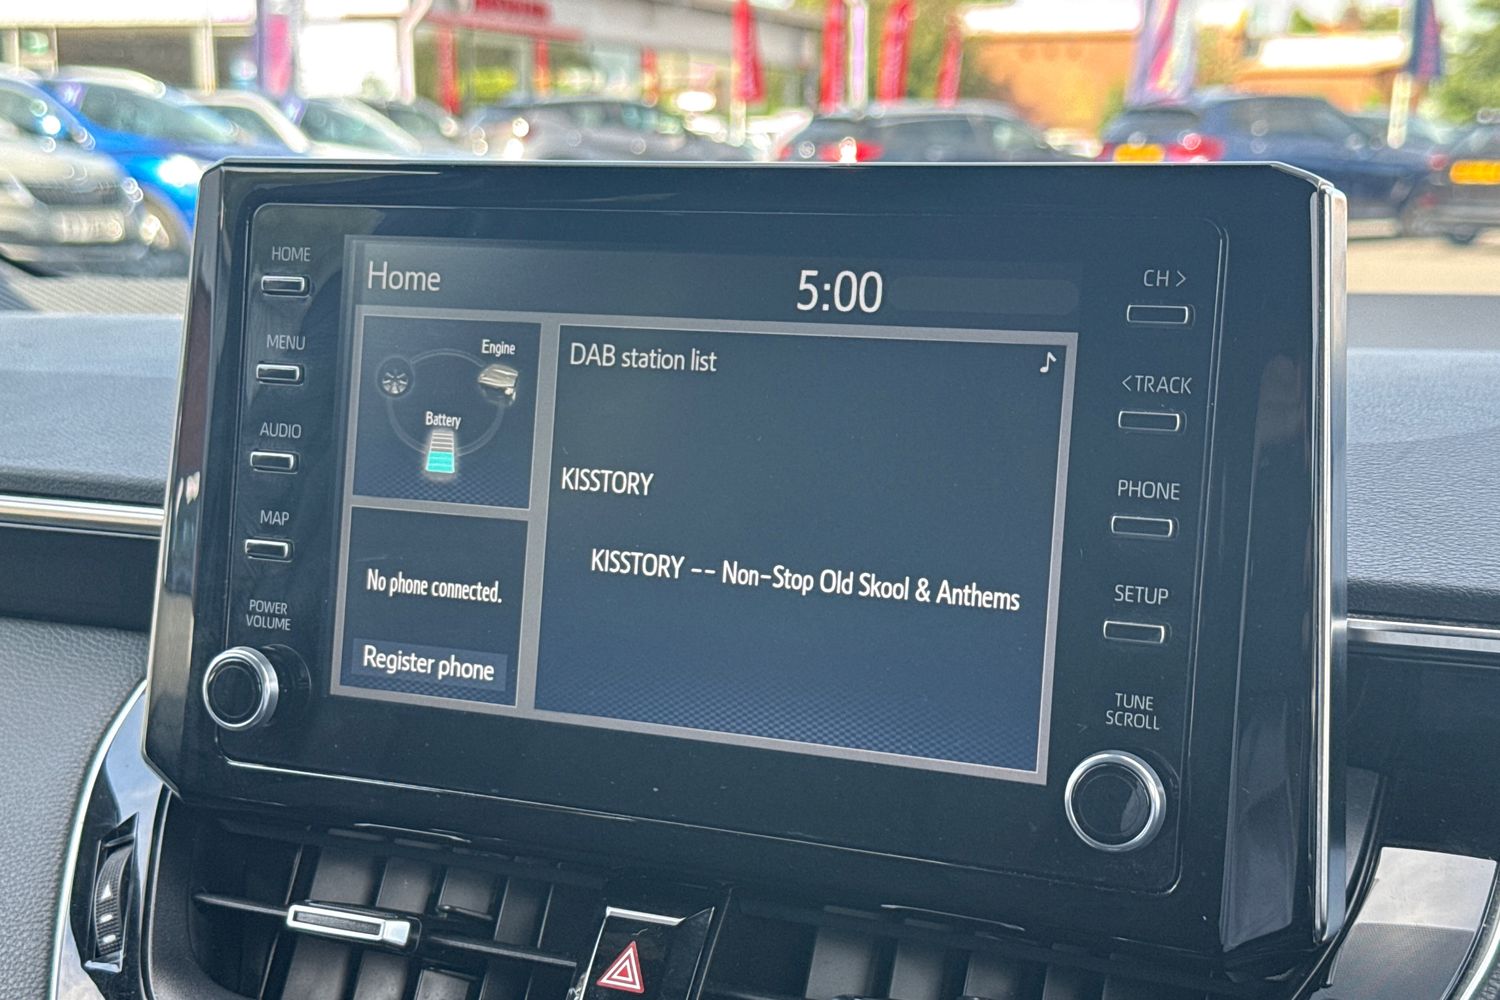 HOME
MENU
AUDIO
MAP
POWER
VOLUME
Home
5:00
Engine
Battery
No phone connected.
Register phone
DAB station list
KISSTORY
KISSTORY -- Non-Stop Old Skool & Anthems
CH >
<TRACK
PHONE
SETUP
TUNE
SCROLL